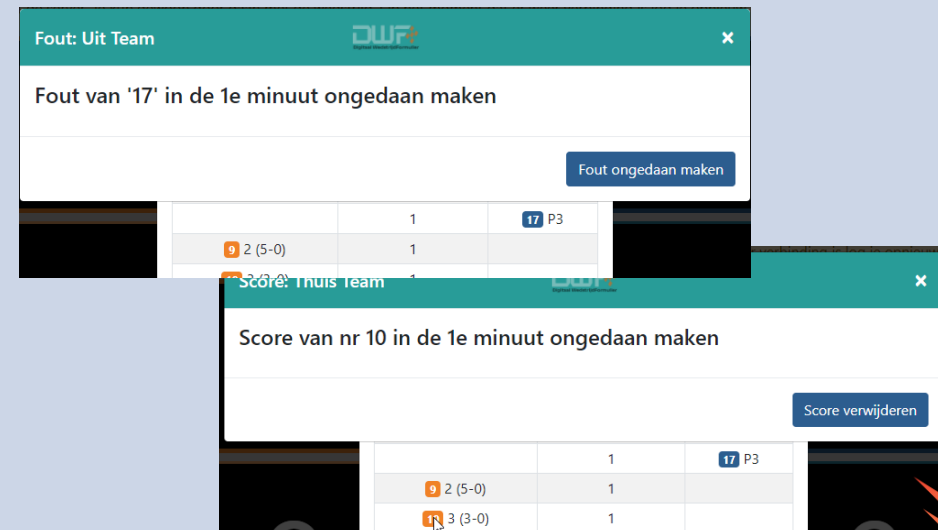 Fout: Uit Team
DWF+
×
Fout van '17' in de 1e minuut ongedaan maken
Fout ongedaan maken
1 17 P3
9 2 (5-0) 1
Score: Thuis Team
×
Score van nr 10 in de 1e minuut ongedaan maken
Score verwijderen
1 17 P3
9 2 (5-0) 1
3 (3-0) 1